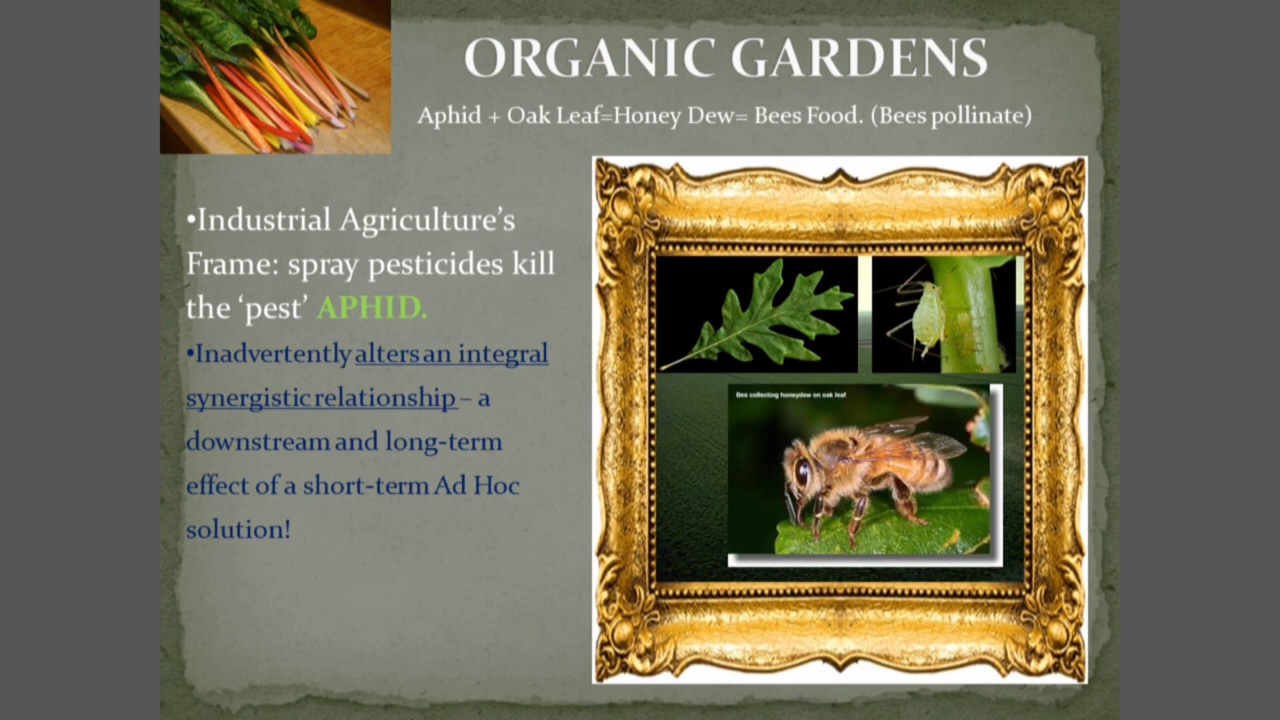 ORGANIC GARDENS
Aphid + Oak Leaf=Honey Dew= Bees Food. (Bees pollinate)
•Industrial Agriculture’s
Frame: spray pesticides kill
the ‘pest’ APHID.
•Inadvertently alters an integral
synergistic relationship – a
downstream and long-term
effect of a short-term Ad Hoc
solution!
Bee collecting honeydew on oak leaf